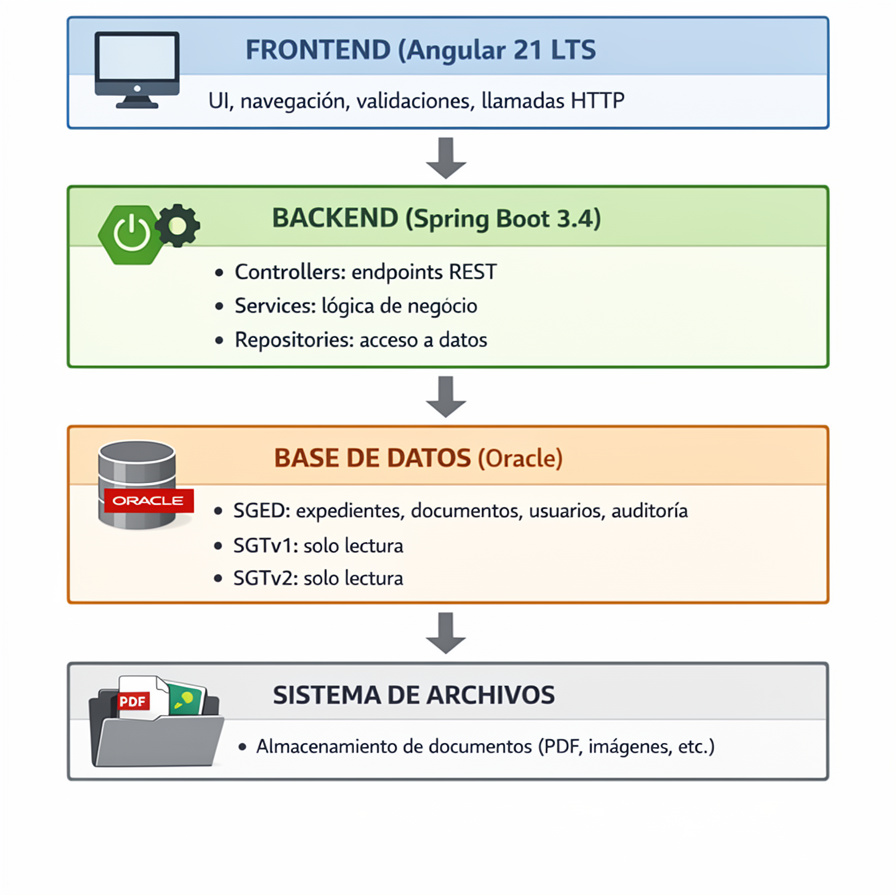 FRONTEND (Angular 21 LTS
UI, navegación, validaciones, llamadas HTTP
BACKEND (Spring Boot 3.4)
• Controllers: endpoints REST
• Services: lógica de negocio
• Repositories: acceso a datos
BASE DE DATOS (Oracle)
ORACLE
• SGED: expedientes, documentos, usuarios, auditoría
• SGTv1: solo lectura
• SGTv2: solo lectura
SISTEMA DE ARCHIVOS
PDF
• Almacenamiento de documentos (PDF, imágenes, etc.)